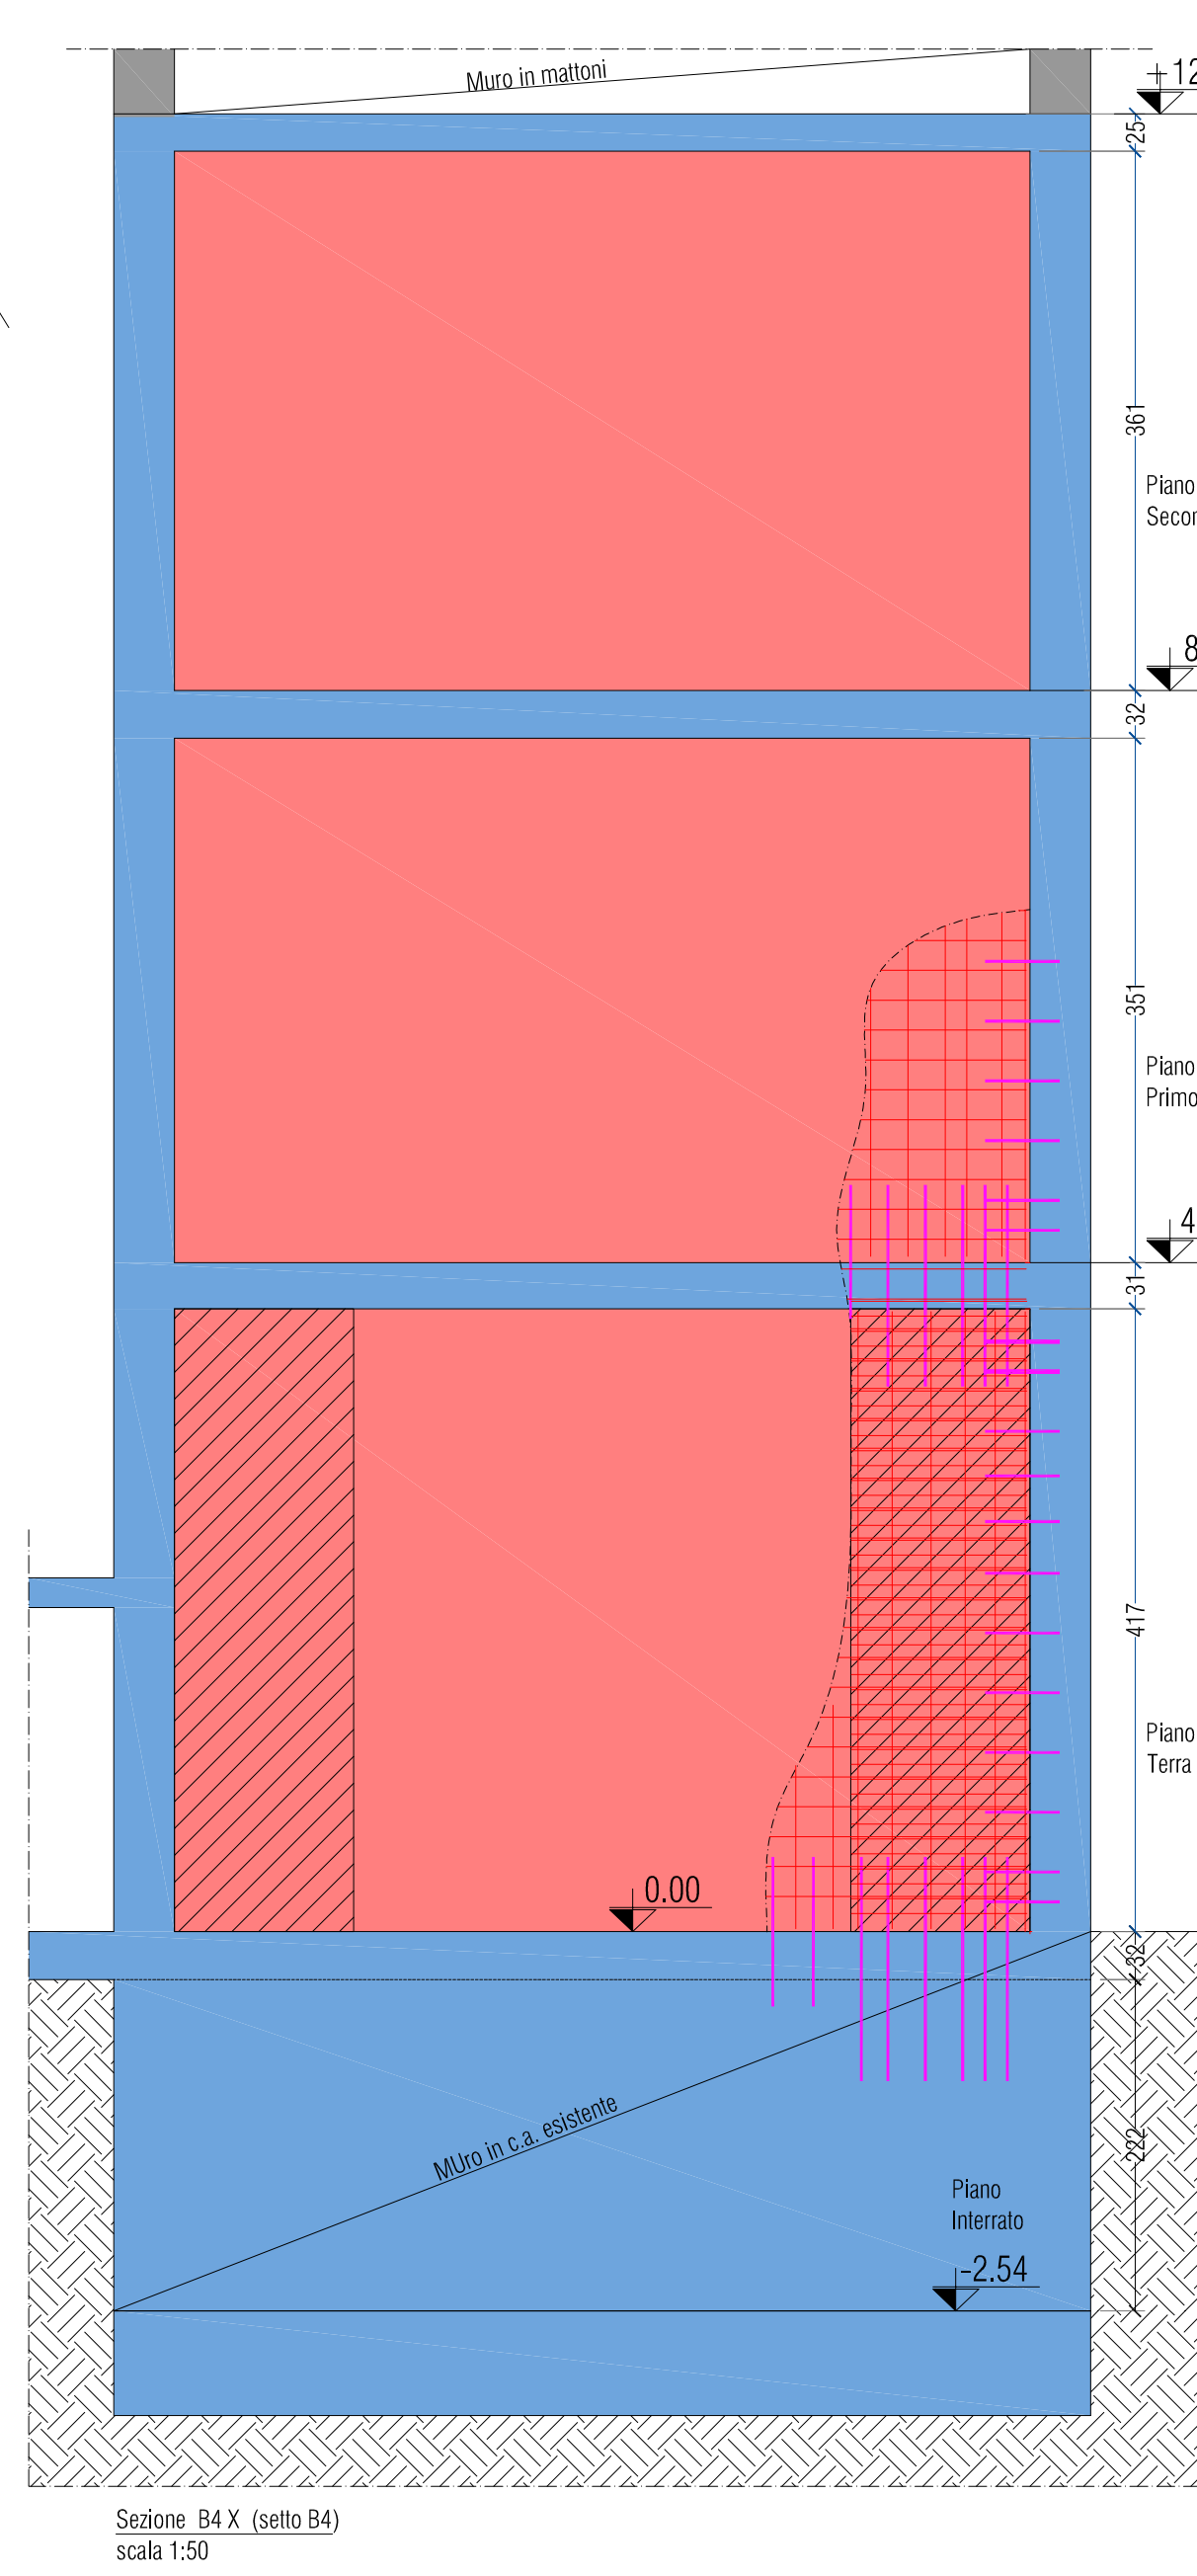 Muro in mattoni
+12
25
361
Piano
8
32
351
Piano
Primo
4
31
417
Piano
Terra
0.00
32
MUro in c.a. esistente
222
Piano
Interrato
-2.54
Sezione B4 X (setto B4)
scala 1:50